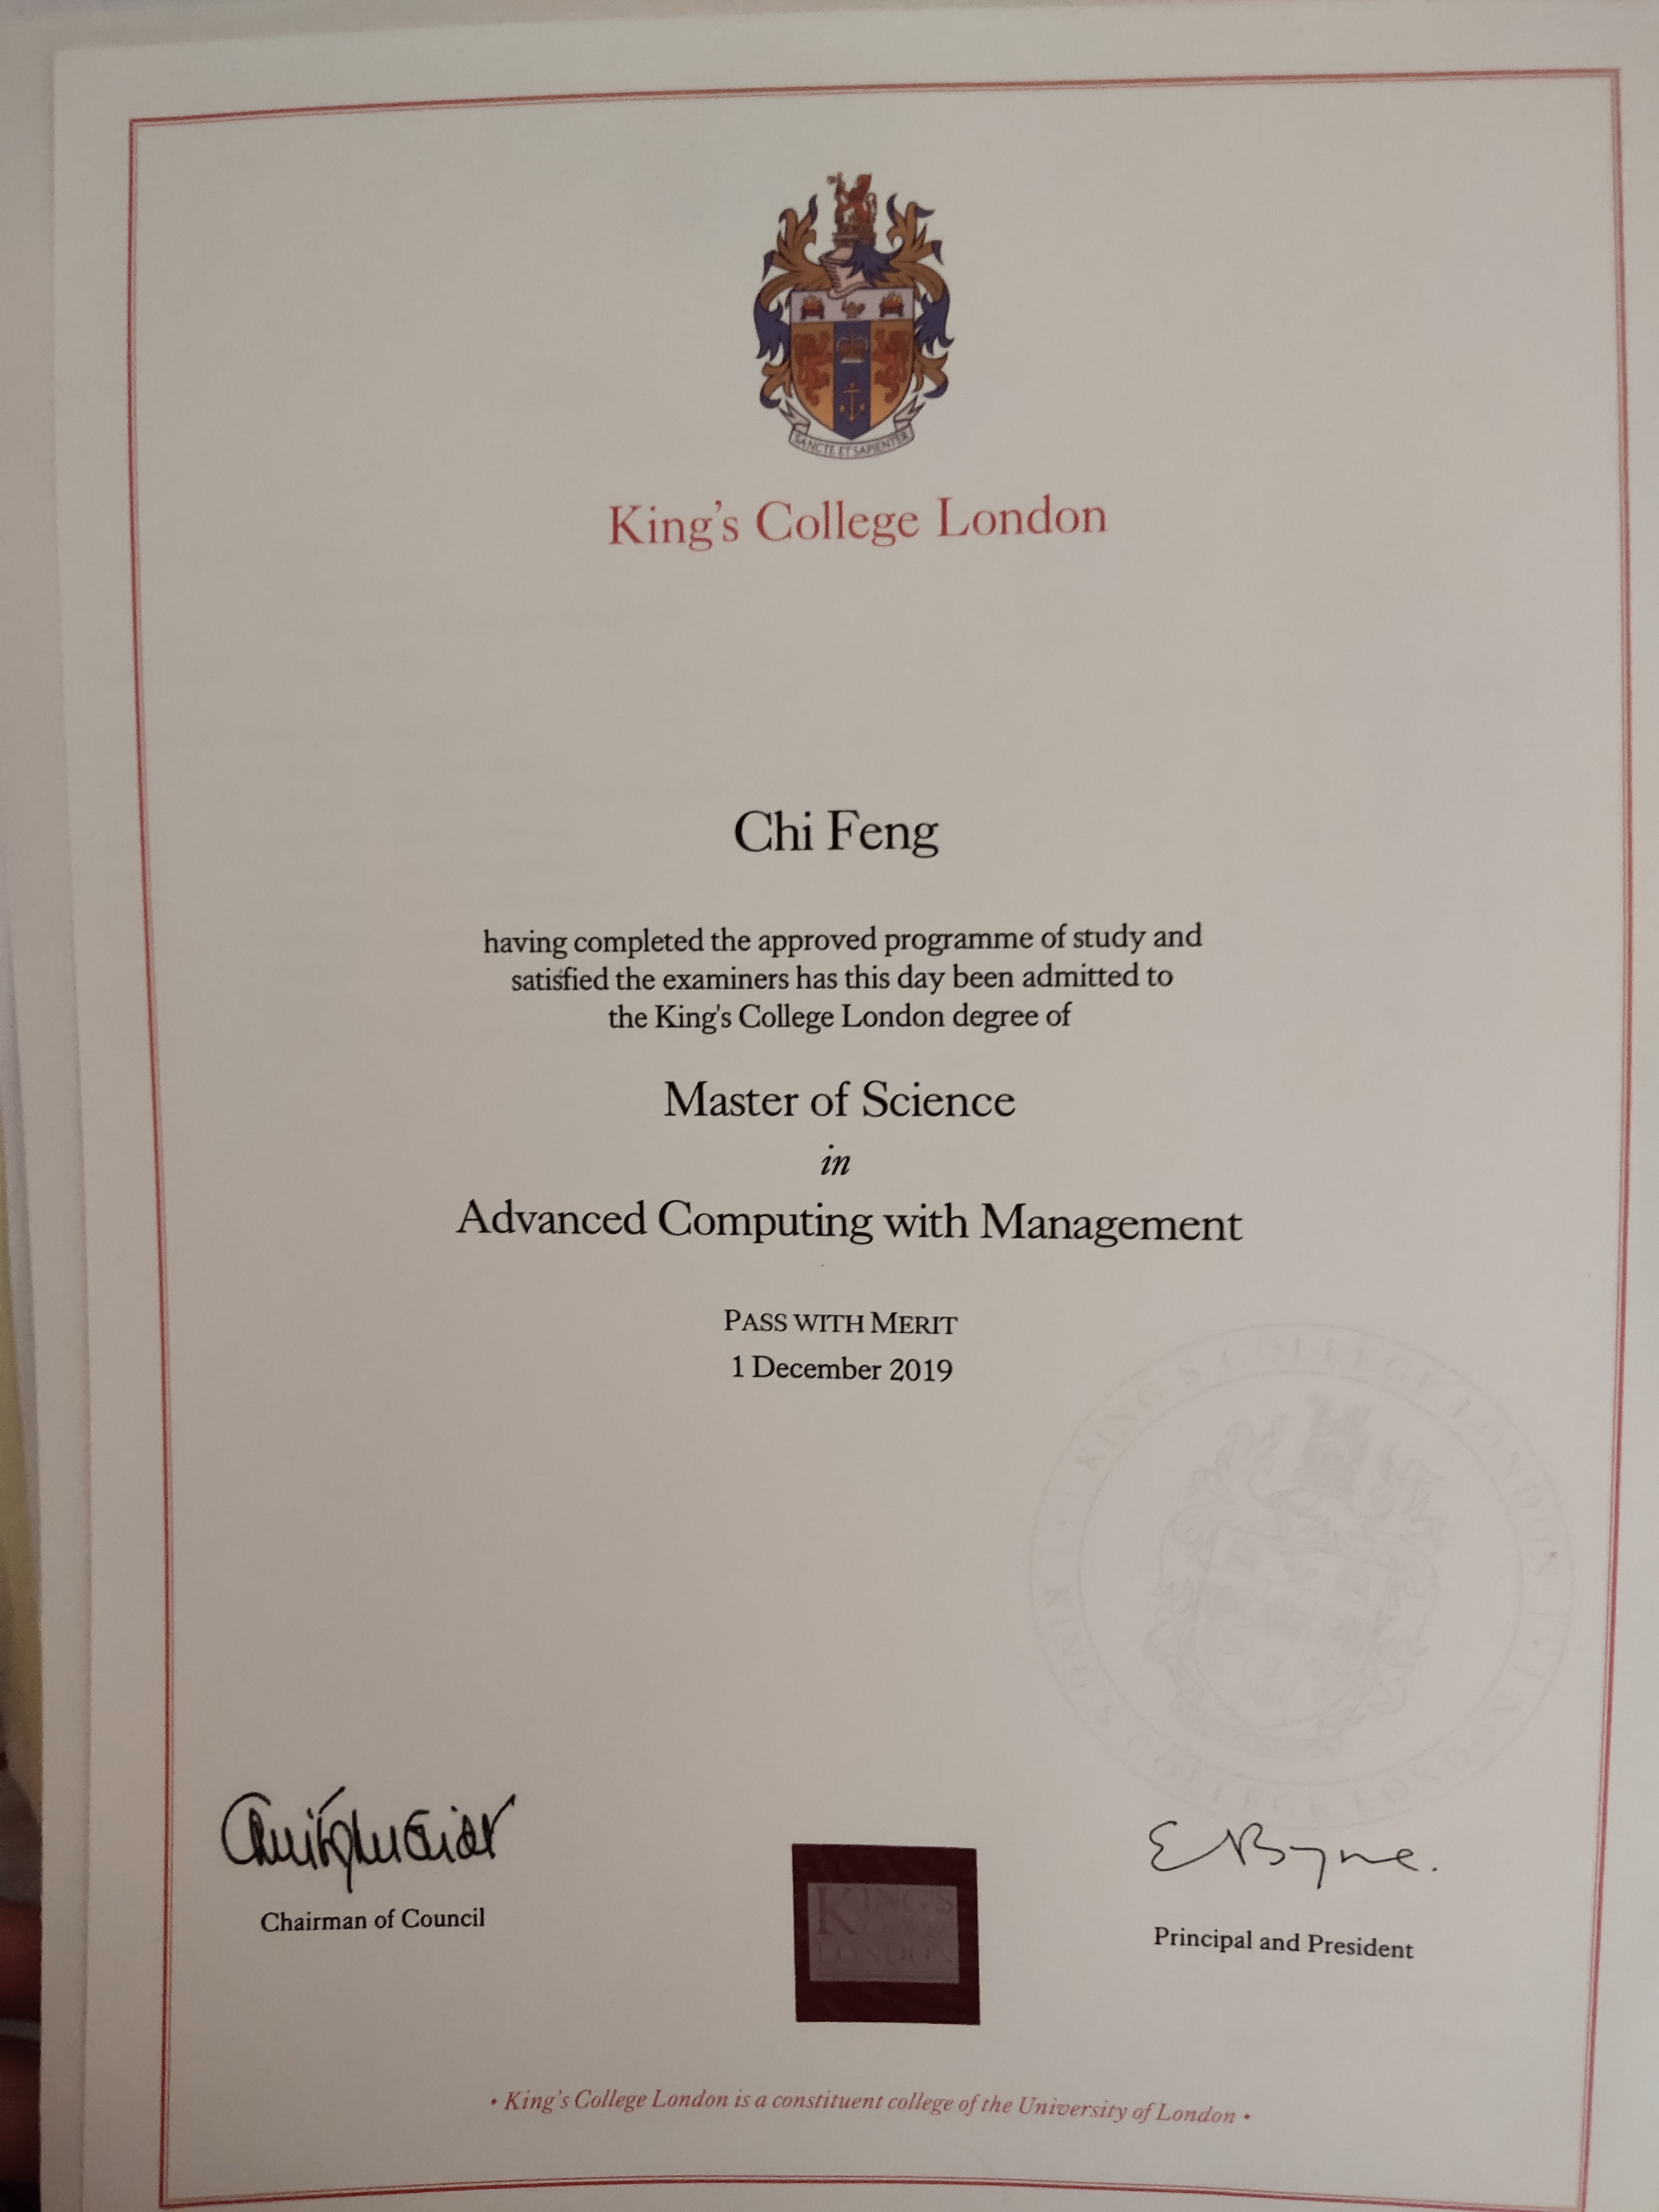 SANCTE ET SAPIENTER
King's College London
Chi Feng
having completed the approved programme of study and
satisfied the examiners has this day been admitted to
the King's College London degree of
Master of Science
in
Advanced Computing with Management
PASS WITH MERIT
1 December 2019
KING'S COLLEGE LONDON
KING'S COLLEGE LONDON
E Byrne.
Chairman of Council
KING'S
College
LONDON
Principal and President
• King's College London is a constituent college of the University of London •